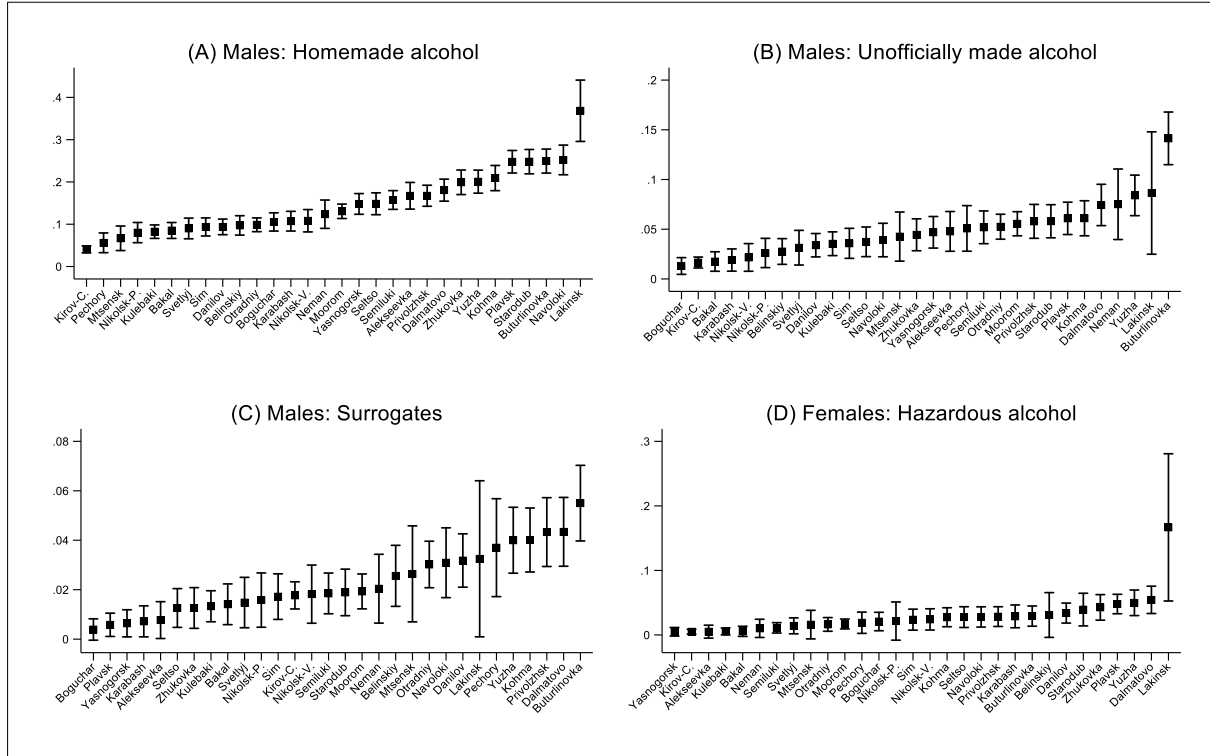 (A) Males: Homemade alcohol
.4
.3
.2
.1
0
Kirov-C.
Pechory
Mtsensk
Nikolsk-P.
Kulebaki
Bakal
Svetlyj
Sim
Danilov
Belinskiy
Otradniy
Boguchar
Karabash
Nikolsk-V.
Neman
Moorom
Yasnogorsk
Seltso
Semiluki
Alekseevka
Privolzhsk
Dalmatovo
Zhukovka
Yuzha
Kohma
Plavsk
Starodub
Buturlinovka
Navoloki
Lakinsk
(B) Males: Unofficially made alcohol
.2
.15
.1
.05
0
Boguchar
Kirov-C.
Bakal
Karabash
Nikolsk-V.
Nikolsk-P.
Belinskiy
Svetlyj
Danilov
Kulebaki
Sim
Seltso
Navoloki
Mtsensk
Zhukovka
Yasnogorsk
Alekseevka
Pechory
Semiluki
Otradniy
Moorom
Privolzhsk
Starodub
Plavsk
Kohma
Dalmatovo
Neman
Yuzha
Lakinsk
Buturlinovka
(C) Males: Surrogates
.08
.06
.04
.02
0
Boguchar
Plavsk
Yasnogorsk
Karabash
Alekseevka
Seltso
Zhukovka
Kulebaki
Bakal
Svetlyj
Nikolsk-P.
Sim
Kirov-C.
Nikolsk-V.
Semiluki
Starodub
Moorom
Neman
Belinskiy
Mtsensk
Otradniy
Navoloki
Danilov
Lakinsk
Pechory
Yuzha
Kohma
Privolzhsk
Dalmatovo
Buturlinovka
(D) Females: Hazardous alcohol
.3
.2
.1
0
Yasnogorsk
Kirov-C.
Alekseevka
Kulebaki
Bakal
Neman
Semiluki
Svetlyj
Mtsensk
Otradniy
Moorom
Pechory
Boguchar
Nikolsk-P.
Sim
Nikolsk-V.
Kohma
Seltso
Navoloki
Privolzhsk
Karabash
Buturlinovka
Belinskiy
Danilov
Starodub
Zhukovka
Plavsk
Yuzha
Dalmatovo
Lakinsk